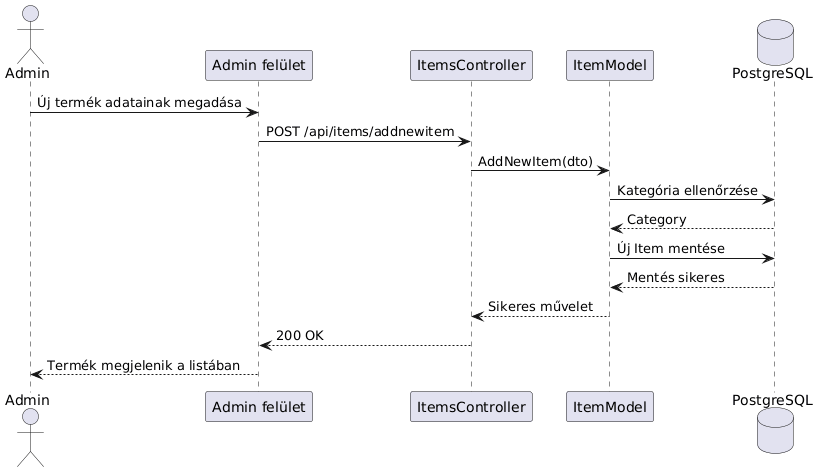 Admin
Admin felület
ItemsController
ItemModel
PostgreSQL
Új termék adatainak megadása
POST /api/items/addnewitem
AddNewItem(dto)
Kategória ellenőrzése
Category
Új Item mentése
Mentés sikeres
Sikeres művelet
200 OK
Termék megjelenik a listában
Admin
Admin felület
ItemsController
ItemModel
PostgreSQL